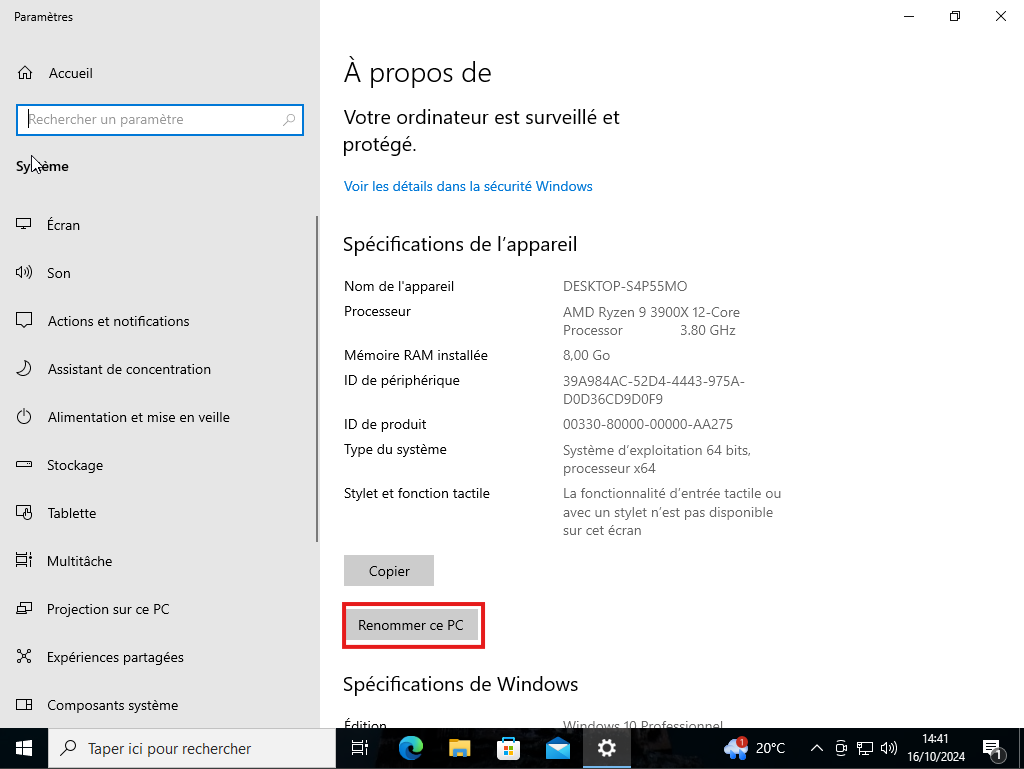 Paramètres
Accueil
Rechercher un paramètre
Système
Écran
Son
Actions et notifications
Assistant de concentration
Alimentation et mise en veille
Stockage
Tablette
Multitâche
Projection sur ce PC
Expériences partagées
Composants système
À propos de
Votre ordinateur est surveillé et
protégé.
Voir les détails dans la sécurité Windows
Spécifications de l'appareil
Nom de l'appareil DESKTOP-S4P55MO
Processeur AMD Ryzen 9 3900X 12-Core
Processor 3.80 GHz
Mémoire RAM installée 8,00 Go
ID de périphérique 39A984AC-52D4-4443-975A-
D0D36CD9D0F9
ID de produit 00330-80000-00000-AA275
Type du système Système d'exploitation 64 bits,
processeur x64
Stylet et fonction tactile La fonctionnalité d'entrée tactile ou
avec un stylet n'est pas disponible
sur cet écran
Copier
Renommer ce PC
Spécifications de Windows
Édition Windows 10 Professionnel
Taper ici pour rechercher
1
20°C
14:41
16/10/2024
1